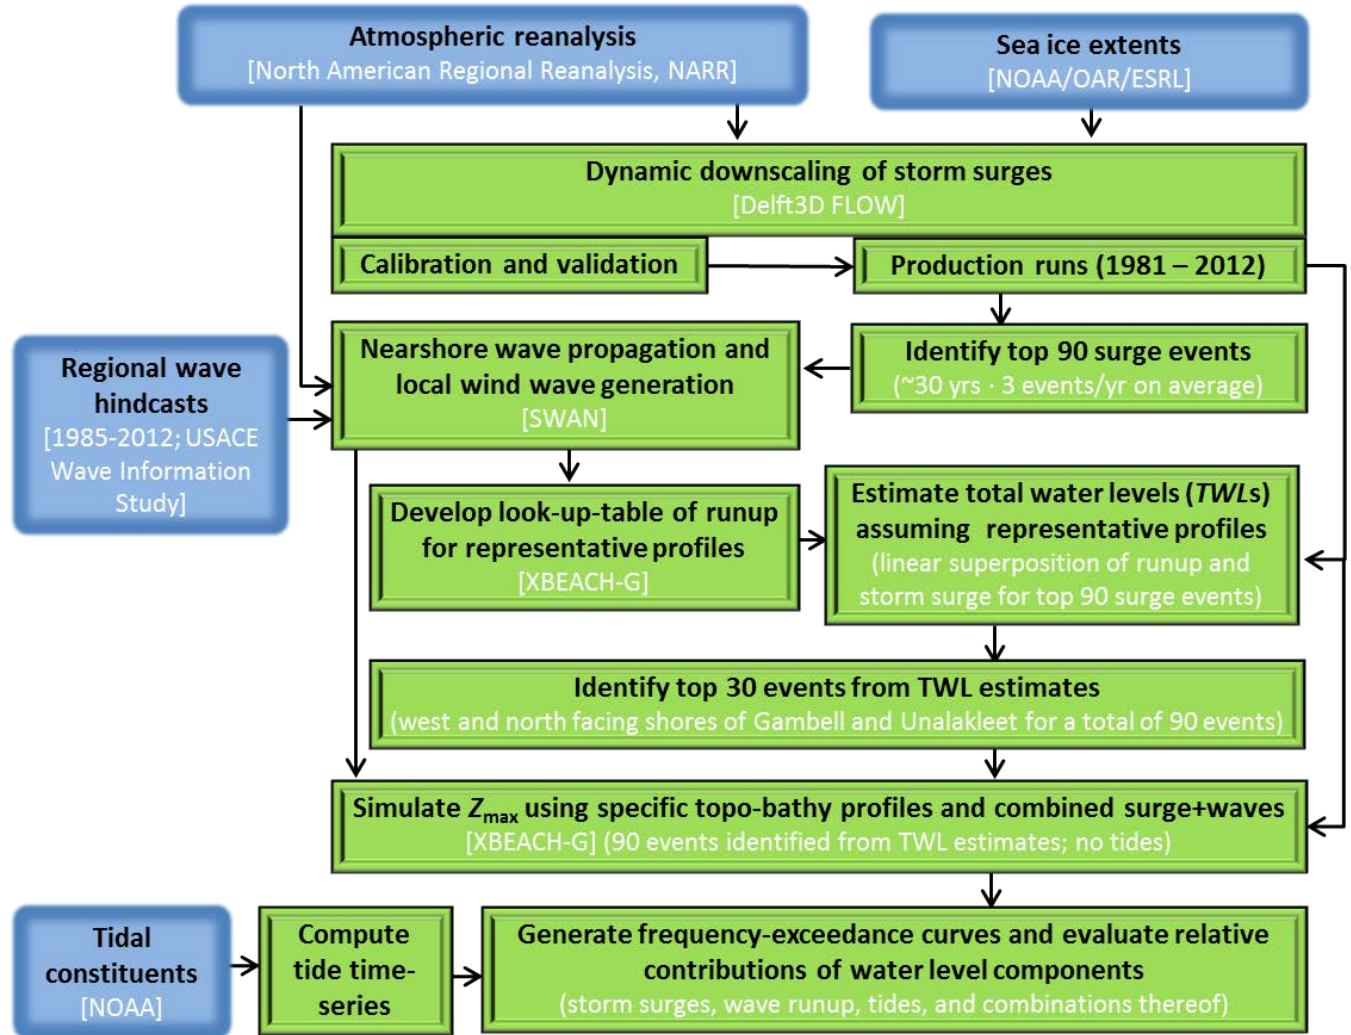 Atmospheric reanalysis
[North American Regional Reanalysis, NARR]
Sea ice extents
[NOAA/OAR/ESRL]
Dynamic downscaling of storm surges
[Delft3D FLOW]
Calibration and validation
Production runs (1981 – 2012)
Regional wave
hindcasts
[1985-2012; USACE
Wave Information
Study]
Nearshore wave propagation and
local wind wave generation
[SWAN]
Identify top 90 surge events
(~30 yrs · 3 events/yr on average)
Develop look-up-table of runup
for representative profiles
[XBEACH-G]
Estimate total water levels (TWLs)
assuming representative profiles
(linear superposition of runup and
storm surge for top 90 surge events)
Identify top 30 events from TWL estimates
(west and north facing shores of Gambell and Unalakleet for a total of 90 events)
Simulate Zmax using specific topo-bathy profiles and combined surge+waves
[XBEACH-G] (90 events identified from TWL estimates; no tides)
Tidal
constituents
[NOAA]
Compute
tide time-
series
Generate frequency-exceedance curves and evaluate relative
contributions of water level components
(storm surges, wave runup, tides, and combinations thereof)